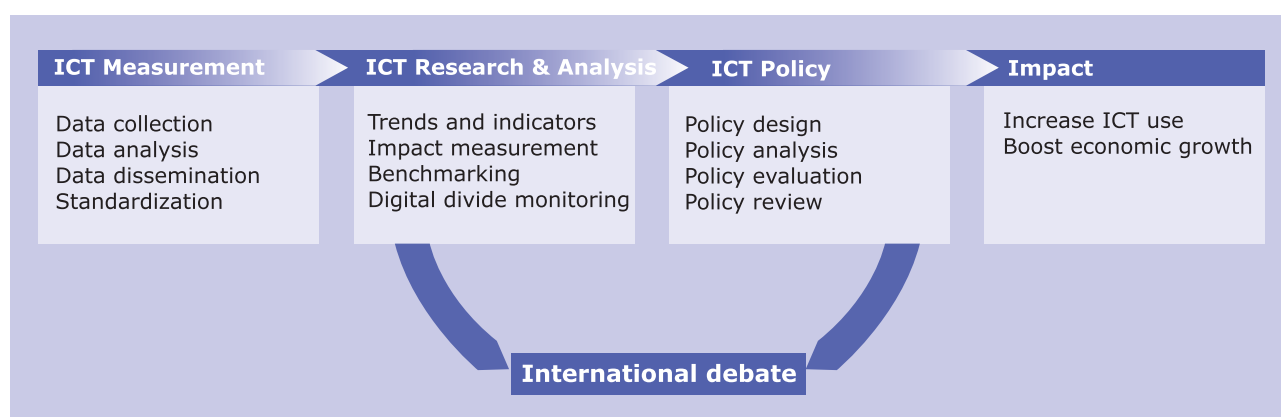 ICT Measurement
Data collection
Data analysis
Data dissemination
Standardization
ICT Research & Analysis
Trends and indicators
Impact measurement
Benchmarking
Digital divide monitoring
ICT Policy
Policy design
Policy analysis
Policy evaluation
Policy review
Impact
Increase ICT use
Boost economic growth
International debate